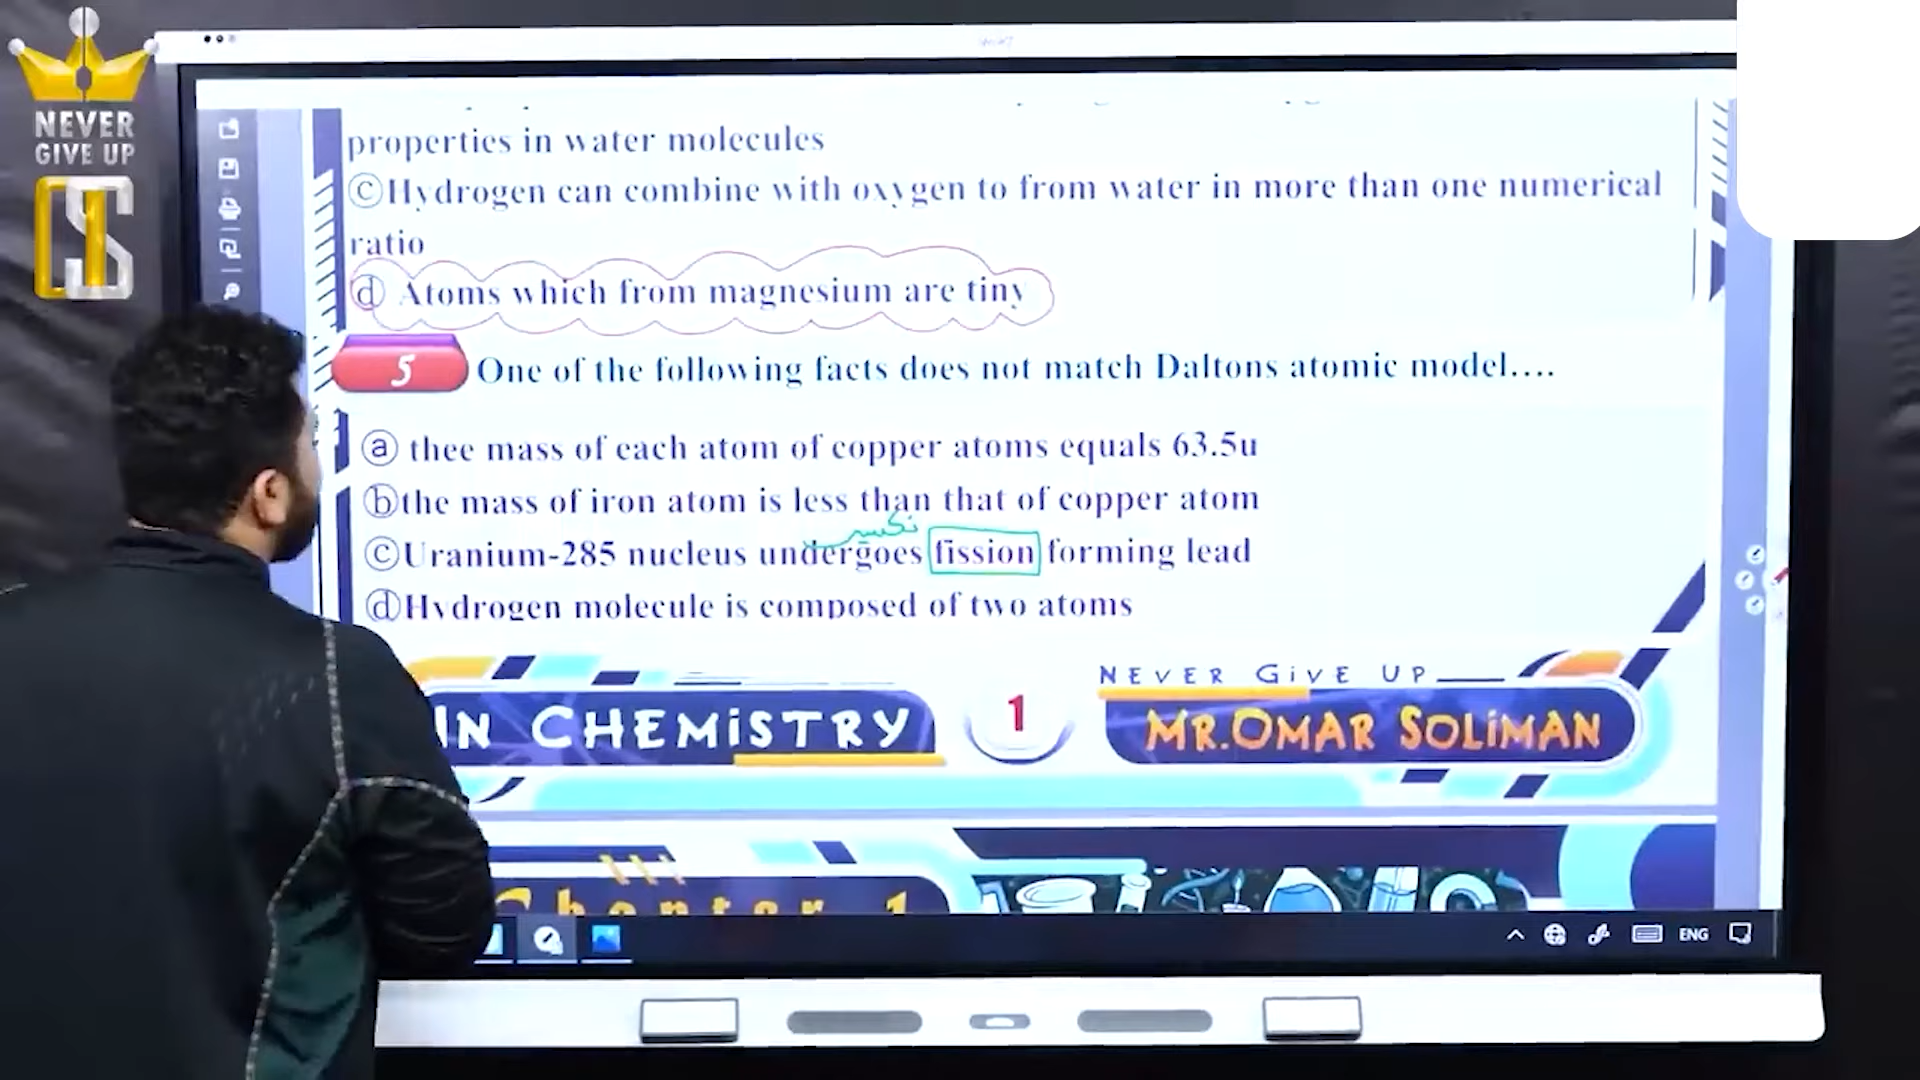 NEVER
GIVE UP
CS
properties in water molecules
ⓒHydrogen can combine with oxygen to from water in more than one numerical
ratio
ⓓ Atoms which from magnesium are tiny
5 One of the following facts does not match Daltons atomic model....
ⓐ thee mass of each atom of copper atoms equals 63.5u
ⓑthe mass of iron atom is less than that of copper atom
تكسير
ⓒUranium-285 nucleus undergoes fission forming lead
ⓓHydrogen molecule is composed of two atoms
IN CHEMiSTRY
1
NEVER GiVE UP
MR.OMAR SOLiMAN
Chapter 1
ENG